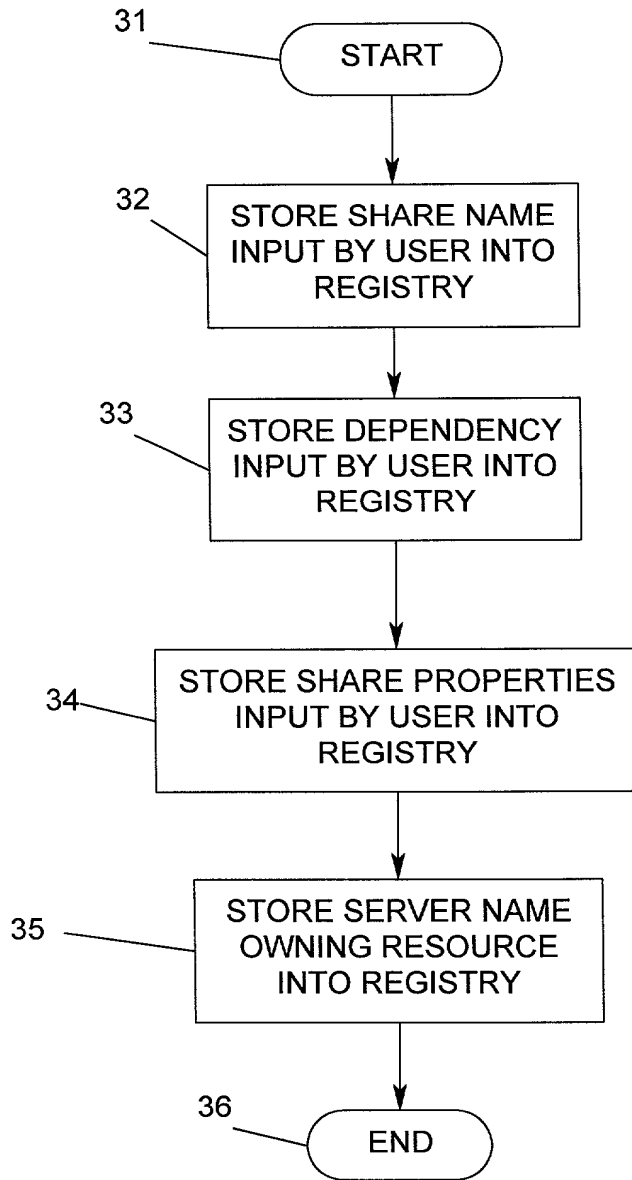 31
START
32
STORE SHARE NAME
INPUT BY USER INTO
REGISTRY
33
STORE DEPENDENCY
INPUT BY USER INTO
REGISTRY
34
STORE SHARE PROPERTIES
INPUT BY USER INTO
REGISTRY
35
STORE SERVER NAME
OWNING RESOURCE
INTO REGISTRY
36
END